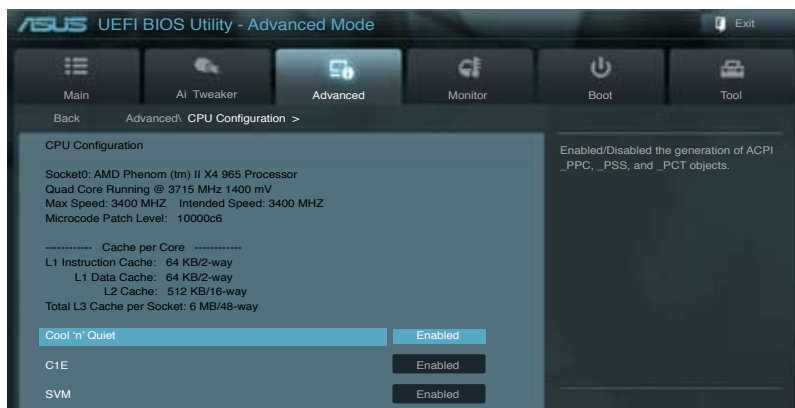 ASUS UEFI BIOS Utility - Advanced Mode
Exit
Main
Ai Tweaker
Advanced
Monitor
Boot
Tool
Back Advanced\ CPU Configuration >
CPU Configuration
Socket0: AMD Phenom (tm) II X4 965 Processor
Quad Core Running @ 3715 MHz 1400 mV
Max Speed: 3400 MHZ Intended Speed: 3400 MHZ
Microcode Patch Level: 10000c6
------------ Cache per Core ------------
L1 Instruction Cache: 64 KB/2-way
L1 Data Cache: 64 KB/2-way
L2 Cache: 512 KB/16-way
Total L3 Cache per Socket: 6 MB/48-way
Cool 'n' Quiet Enabled
C1E Enabled
SVM Enabled
Enabled/Disabled the generation of ACPI
_PPC, _PSS, and _PCT objects.